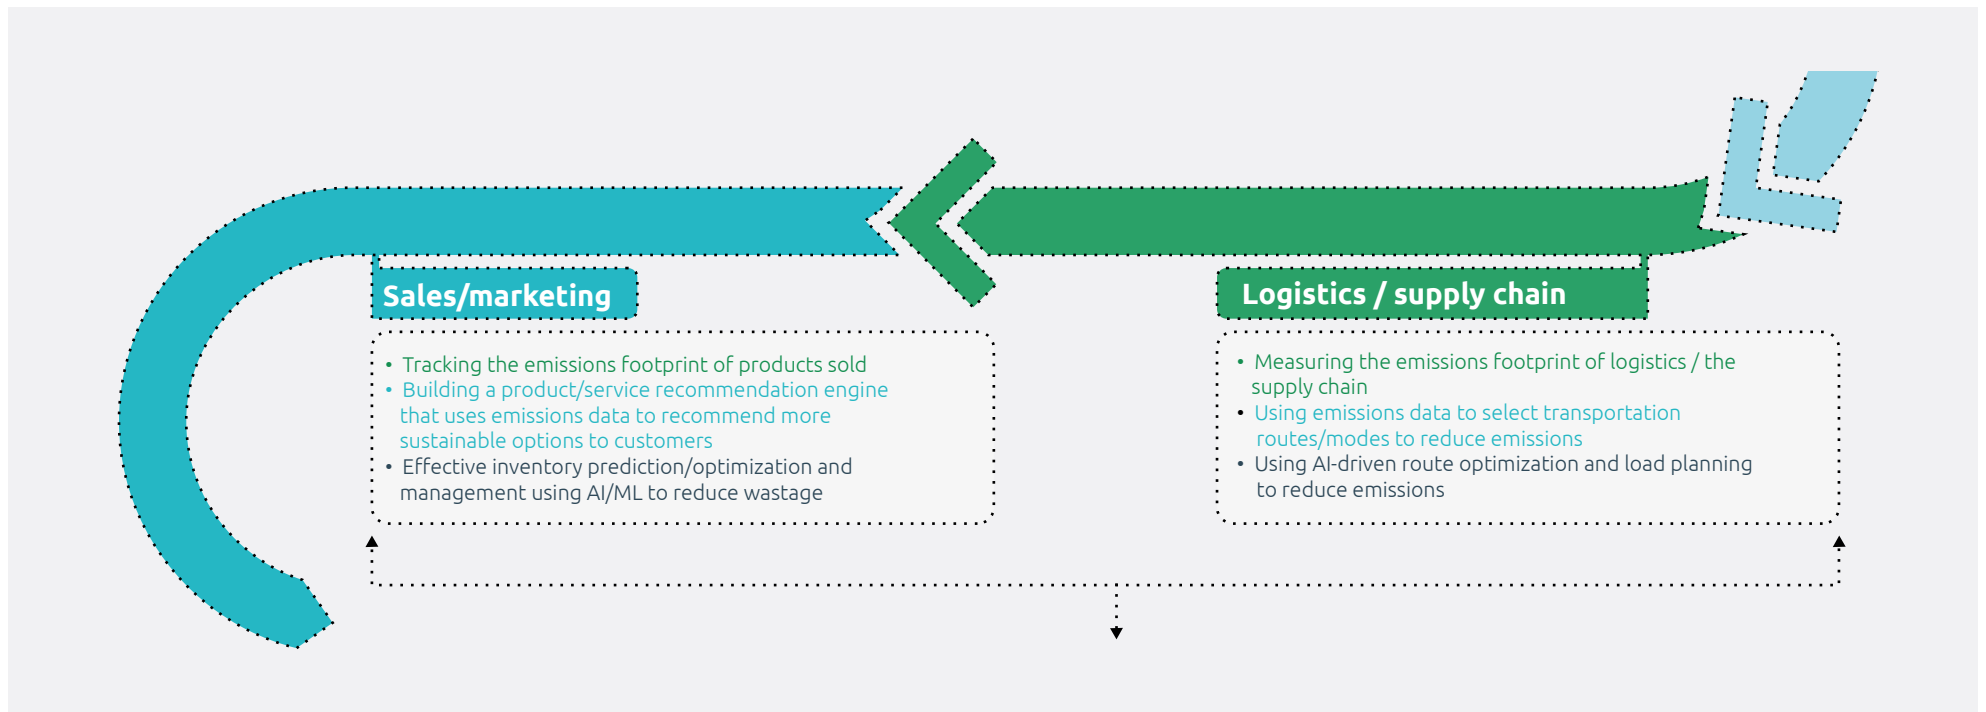 Sales/marketing
• Tracking the emissions footprint of products sold
• Building a product/service recommendation engine
that uses emissions data to recommend more
sustainable options to customers
• Effective inventory prediction/optimization and
management using AI/ML to reduce wastage
Logistics / supply chain
• Measuring the emissions footprint of logistics / the
supply chain
• Using emissions data to select transportation
routes/modes to reduce emissions
• Using AI-driven route optimization and load planning
to reduce emissions